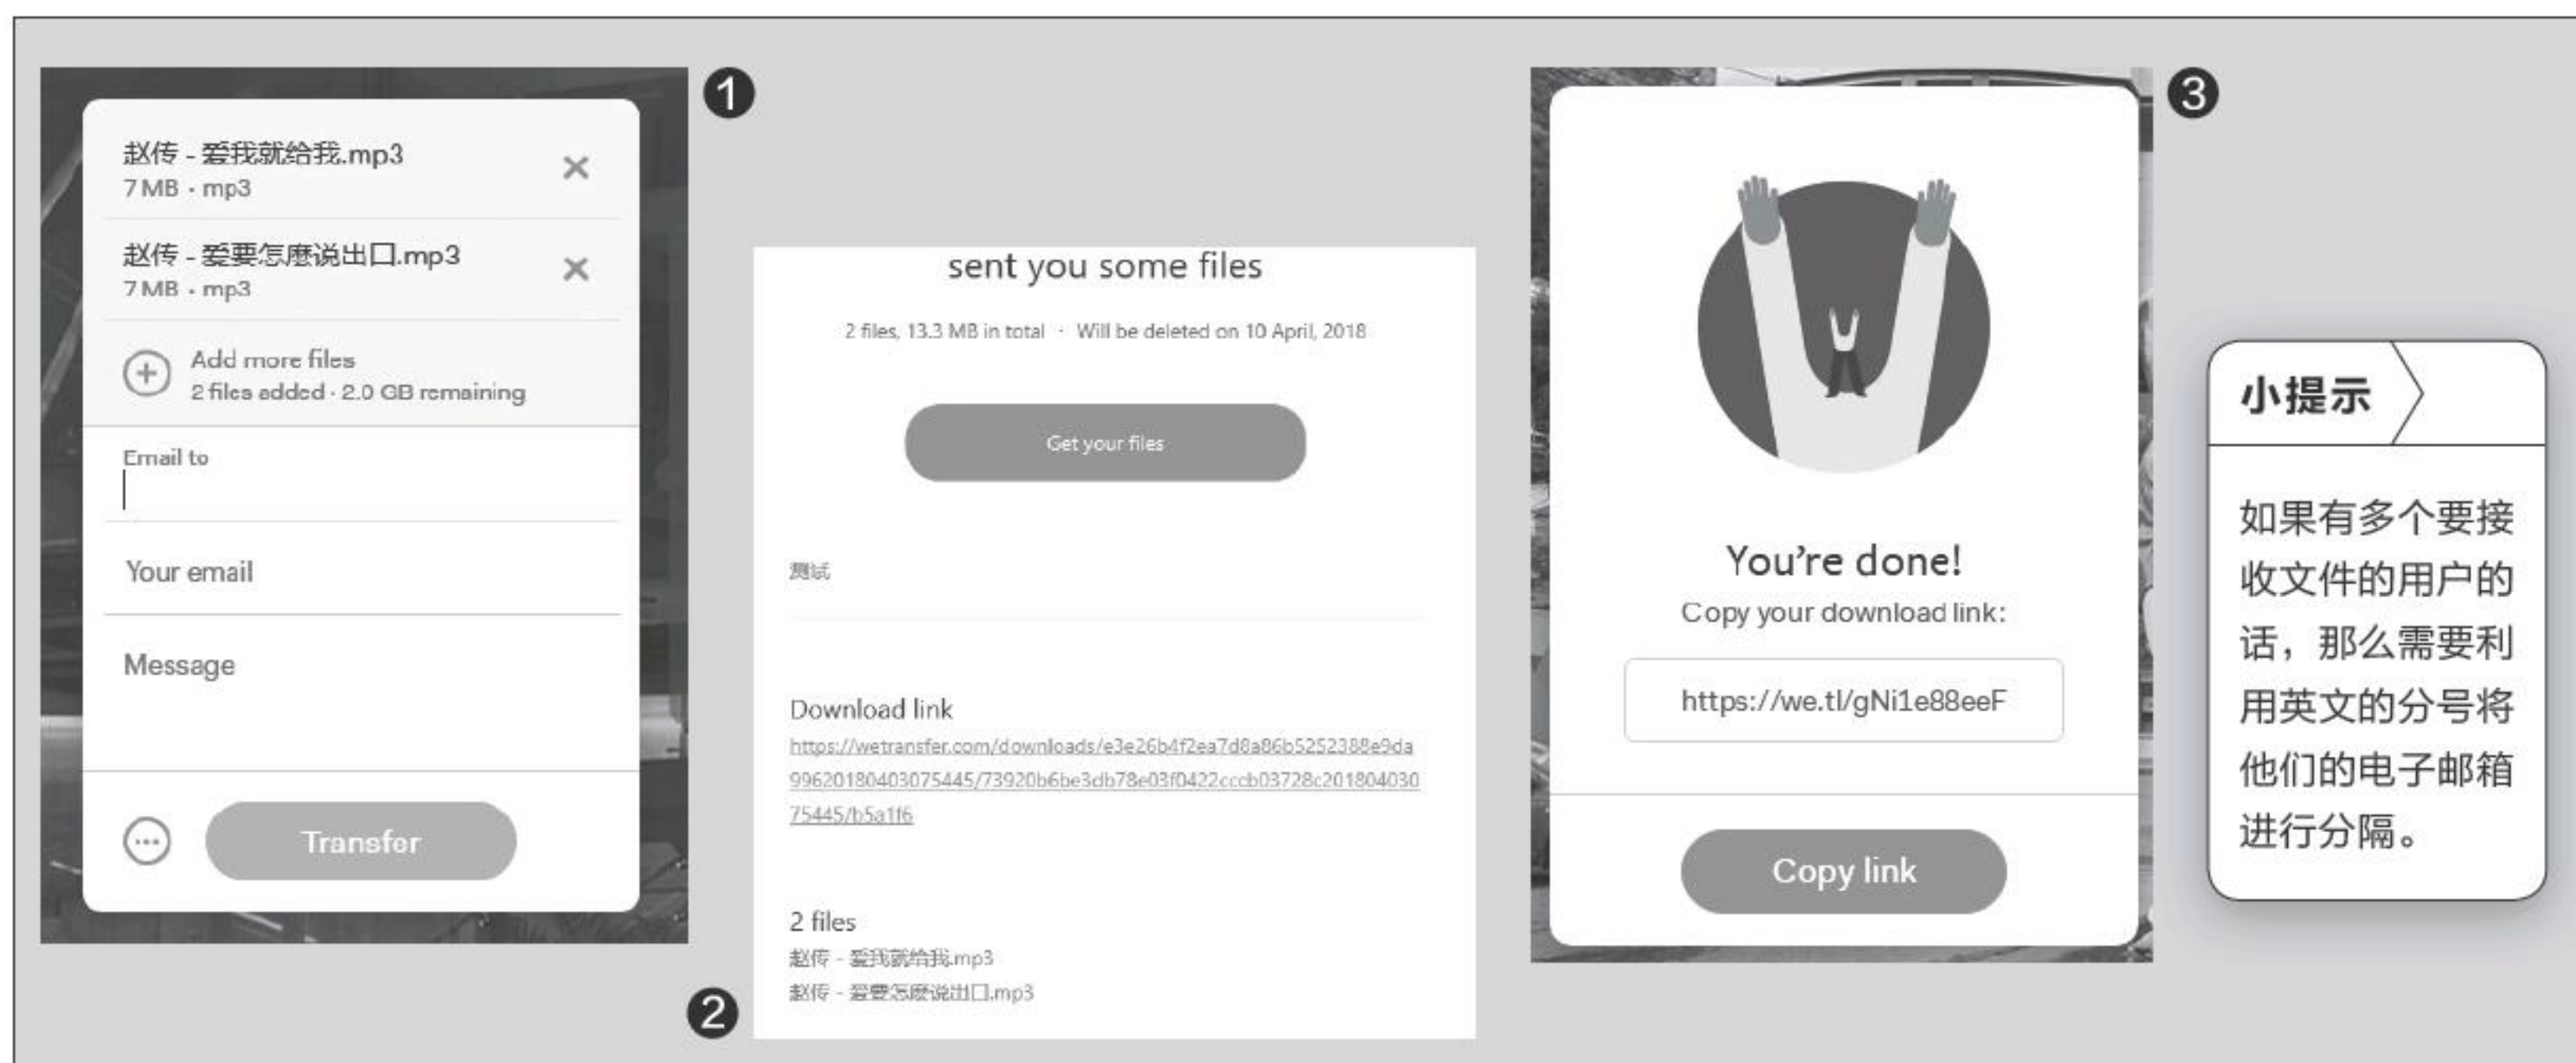 ❶
赵传 - 爱我就给我.mp3
7 MB · mp3
赵传 - 爱要怎麽说出口.mp3
7 MB · mp3
Add more files
2 files added · 2.0 GB remaining
Email to
Your email
Message
Transfer
❷
sent you some files
2 files, 13.3 MB in total · Will be deleted on 10 April, 2018
Get your files
测试
Download link
https://wetransfer.com/downloads/e3e26b4f2ea7d8a86b5252388e9da
99620180403075445/73920b6be3db78e03f0422cccb03728c201804030
75445/b5a1f6
2 files
赵传 - 爱我就给我.mp3
赵传 - 爱要怎麽说出口.mp3
❸
You’re done!
Copy your download link:
https://we.tl/gNi1e88eeF
Copy link
小提示
如果有多个要接
收文件的用户的
话，那么需要利
用英文的分号将
他们的电子邮箱
进行分隔。